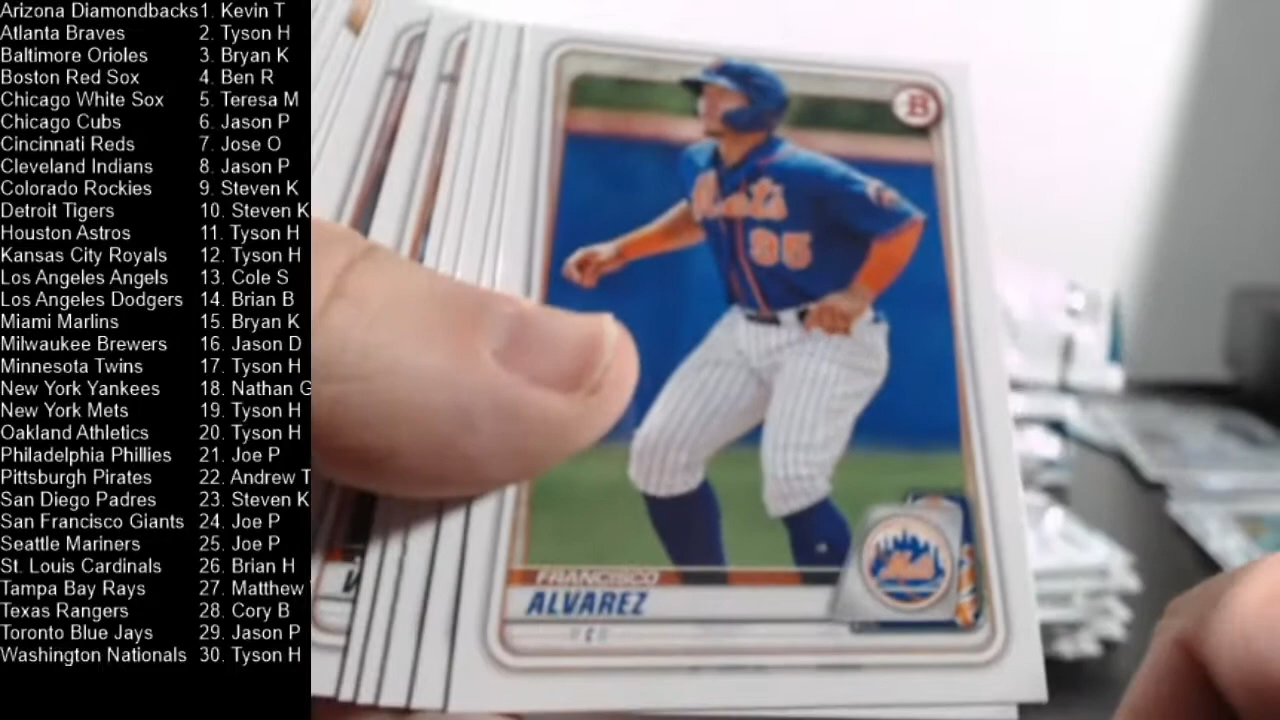 Arizona Diamondbacks 1. Kevin T
Atlanta Braves 2. Tyson H
Baltimore Orioles 3. Bryan K
Boston Red Sox 4. Ben R
Chicago White Sox 5. Teresa M
Chicago Cubs 6. Jason P
Cincinnati Reds 7. Jose O
Cleveland Indians 8. Jason P
Colorado Rockies 9. Steven K
Detroit Tigers 10. Steven K
Houston Astros 11. Tyson H
Kansas City Royals 12. Tyson H
Los Angeles Angels 13. Cole S
Los Angeles Dodgers 14. Brian B
Miami Marlins 15. Bryan K
Milwaukee Brewers 16. Jason D
Minnesota Twins 17. Tyson H
New York Yankees 18. Nathan G
New York Mets 19. Tyson H
Oakland Athletics 20. Tyson H
Philadelphia Phillies 21. Joe P
Pittsburgh Pirates 22. Andrew T
San Diego Padres 23. Steven K
San Francisco Giants 24. Joe P
Seattle Mariners 25. Joe P
St. Louis Cardinals 26. Brian H
Tampa Bay Rays 27. Matthew
Texas Rangers 28. Cory B
Toronto Blue Jays 29. Jason P
Washington Nationals 30. Tyson H
B
Mets
95
Mets
FRANCISCO
ALVAREZ
C